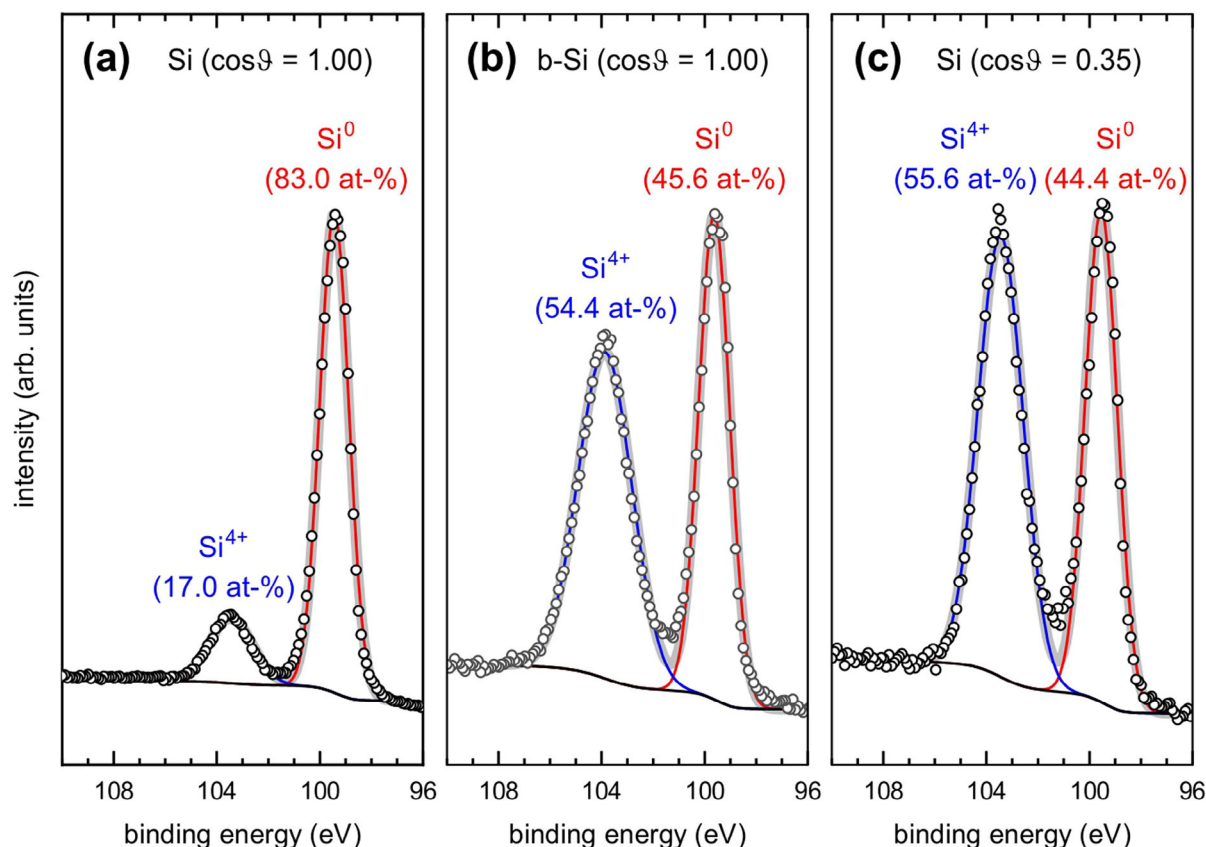 (a) Si (cosϑ = 1.00)
Si⁰
(83.0 at-%)
Si⁴⁺
(17.0 at-%)
(b) b-Si (cosϑ = 1.00)
Si⁰
(45.6 at-%)
Si⁴⁺
(54.4 at-%)
(c) Si (cosϑ = 0.35)
Si⁴⁺ Si⁰
(55.6 at-%) (44.4 at-%)
intensity (arb. units)
108 104 100 96
108 104 100 96
108 104 100 96
binding energy (eV)
binding energy (eV)
binding energy (eV)